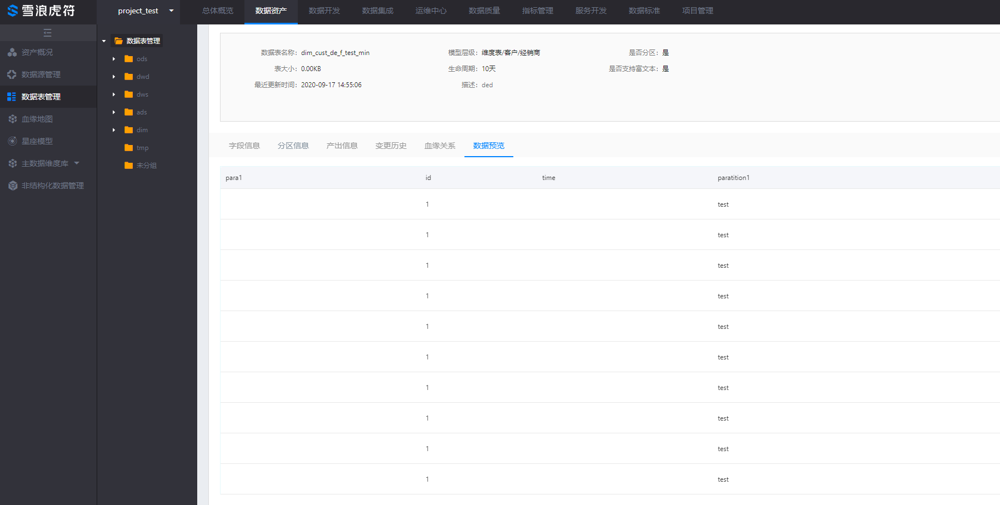 雪浪虎符
project_test
总体概览
数据资产
数据开发
数据集成
运维中心
数据质量
指标管理
服务开发
数据标准
项目管理
资产概况
数据源管理
数据表管理
血缘地图
星座模型
主数据维度库
非结构化数据管理
数据表管理
ods
dwd
dws
ads
dim
tmp
未分组
数据表名称: dim_cust_de_f_test_min
模型层级: 维度表/客户/经销商
是否分区: 是
表大小: 0.00KB
生命周期: 10天
是否支持富文本: 是
最近更新时间: 2020-09-17 14:55:06
描述: ded
字段信息
分区信息
产出信息
变更历史
血缘关系
数据预览
para1 id time paratition1
1 test
1 test
1 test
1 test
1 test
1 test
1 test
1 test
1 test
1 test